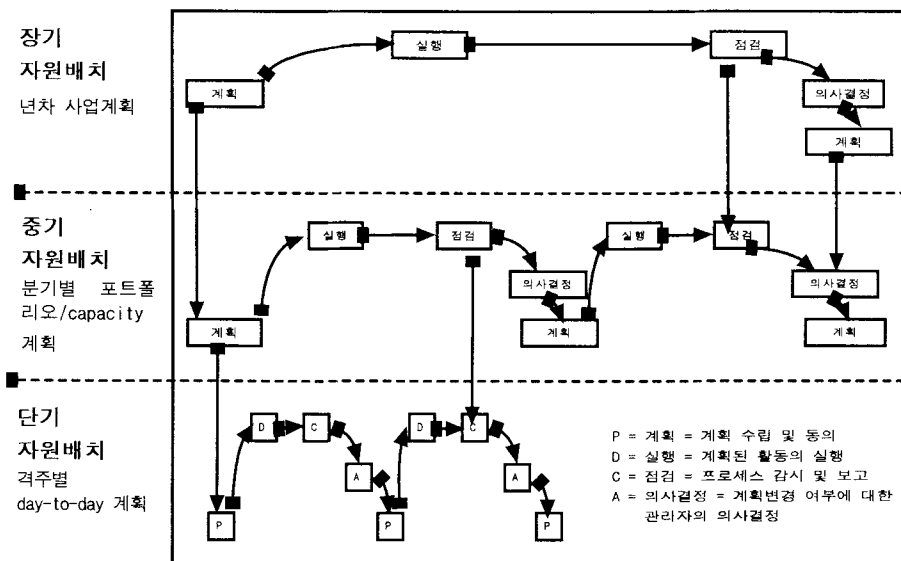 장기
자원배치
년차 사업계획
계획
실행
점검
의사결정
계획
중기
자원배치
분기별 포트폴
리오/capacity
계획
계획
실행
점검
의사결정
계획
실행
점검
의사결정
계획
단기
자원배치
격주별
day-to-day 계획
P
D
C
A
P
D
C
A
P
P = 계획 = 계획 수립 및 동의
D = 실행 = 계획된 활동의 실행
C = 점검 = 프로세스 감시 및 보고
A = 의사결정 = 계획변경 여부에 대한
관리자의 의사결정